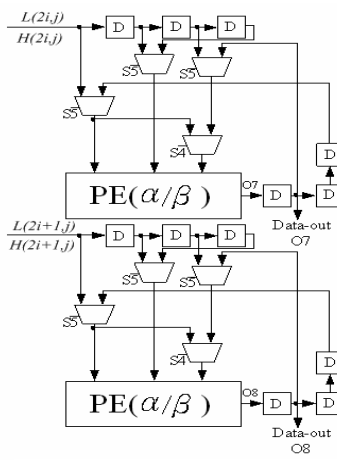 L(2i,j)
H(2i,j)
D D D
S5 S5
S5
S4
D
PE(α/β)
O7
D D
Data-out
O7
L(2i+1,j)
H(2i+1,j)
D D D
S5 S5
S5
S4
D
PE(α/β)
O8
D D
Data-out
O8